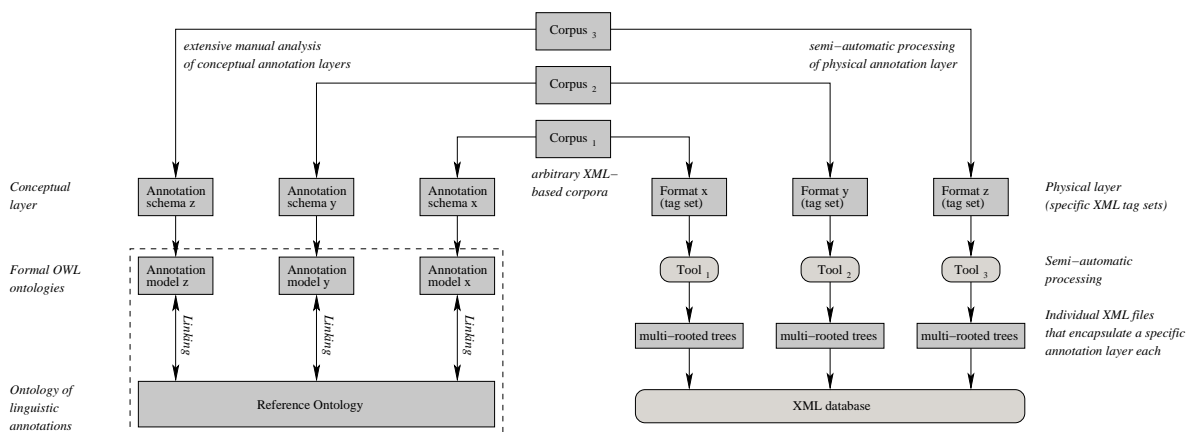 Corpus 3
extensive manual analysis
of conceptual annotation layers
semi−automatic processing
of physical annotation layer
Corpus 2
Corpus 1
arbitrary XML−
based corpora
Conceptual
layer
Annotation
schema z
Annotation
schema y
Annotation
schema x
Format x
(tag set)
Format y
(tag set)
Format z
(tag set)
Physical layer
(specific XML tag sets)
Formal OWL
ontologies
Annotation
model z
Annotation
model y
Annotation
model x
Tool 1
Tool 2
Tool 3
Semi−automatic
processing
Linking
Linking
Linking
multi−rooted trees
multi−rooted trees
multi−rooted trees
Individual XML files
that encapsulate a specific
annotation layer each
Ontology of
linguistic
annotations
Reference Ontology
XML database